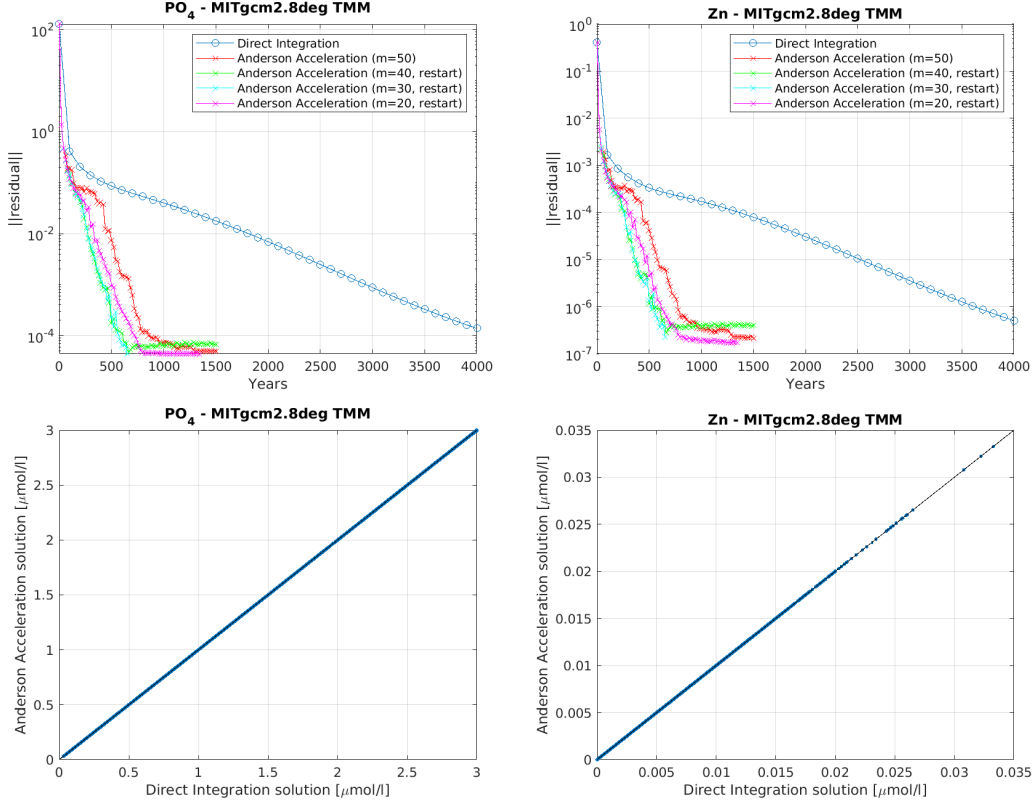 PO4 - MITgcm2.8deg TMM
10^2
10^0
10^-2
10^-4
||residual||
Direct Integration
Anderson Acceleration (m=50)
Anderson Acceleration (m=40, restart)
Anderson Acceleration (m=30, restart)
Anderson Acceleration (m=20, restart)
0 500 1000 1500 2000 2500 3000 3500 4000
Years
Zn - MITgcm2.8deg TMM
10^0
10^-1
10^-2
10^-3
10^-4
10^-5
10^-6
10^-7
||residual||
Direct Integration
Anderson Acceleration (m=50)
Anderson Acceleration (m=40, restart)
Anderson Acceleration (m=30, restart)
Anderson Acceleration (m=20, restart)
0 500 1000 1500 2000 2500 3000 3500 4000
Years
PO4 - MITgcm2.8deg TMM
3
2.5
2
1.5
1
0.5
0
Anderson Acceleration solution [μmol/l]
0 0.5 1 1.5 2 2.5 3
Direct Integration solution [μmol/l]
Zn - MITgcm2.8deg TMM
0.035
0.03
0.025
0.02
0.015
0.01
0.005
0
Anderson Acceleration solution [μmol/l]
0 0.005 0.01 0.015 0.02 0.025 0.03 0.035
Direct Integration solution [μmol/l]